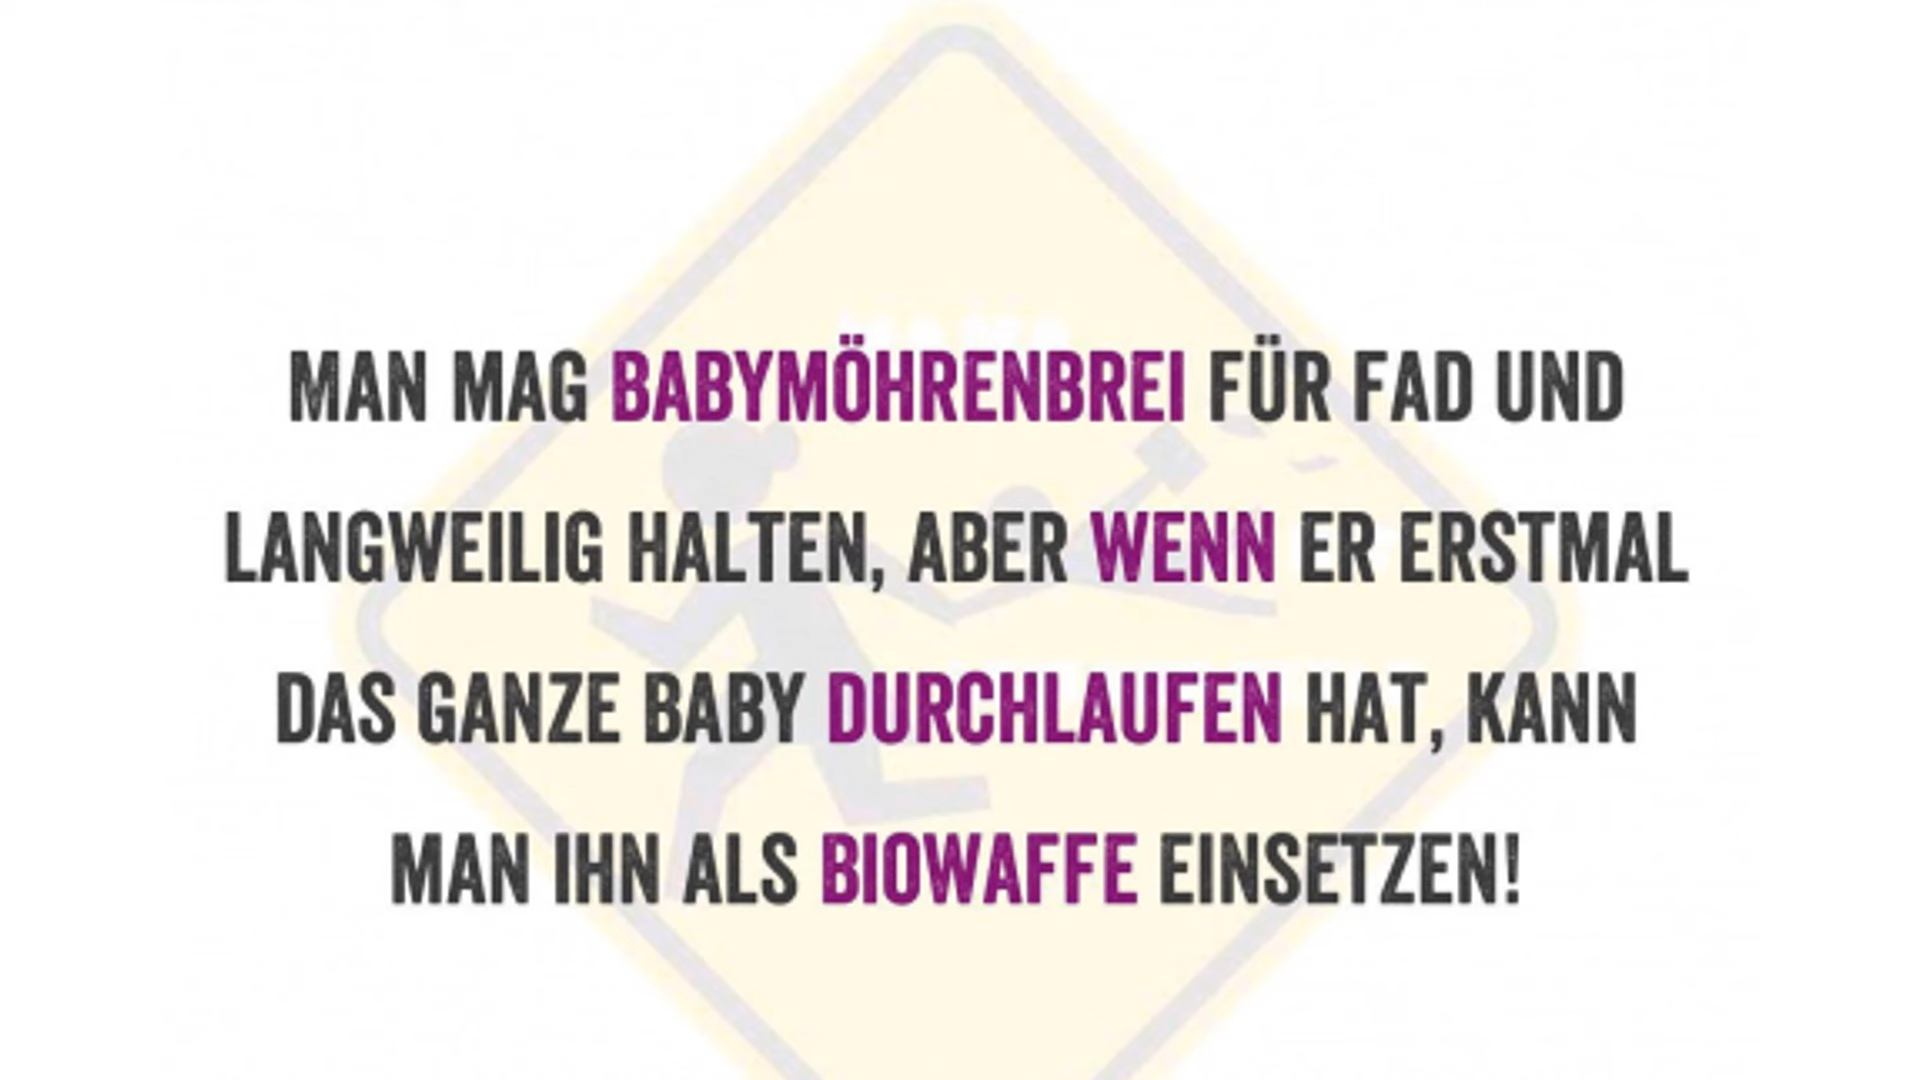 MAN MAG BABYMÖHRENBREI FÜR FAD UND
LANGWEILIG HALTEN, ABER WENN ER ERSTMAL
DAS GANZE BABY DURCHLAUFEN HAT, KANN
MAN IHN ALS BIOWAFFE EINSETZEN!